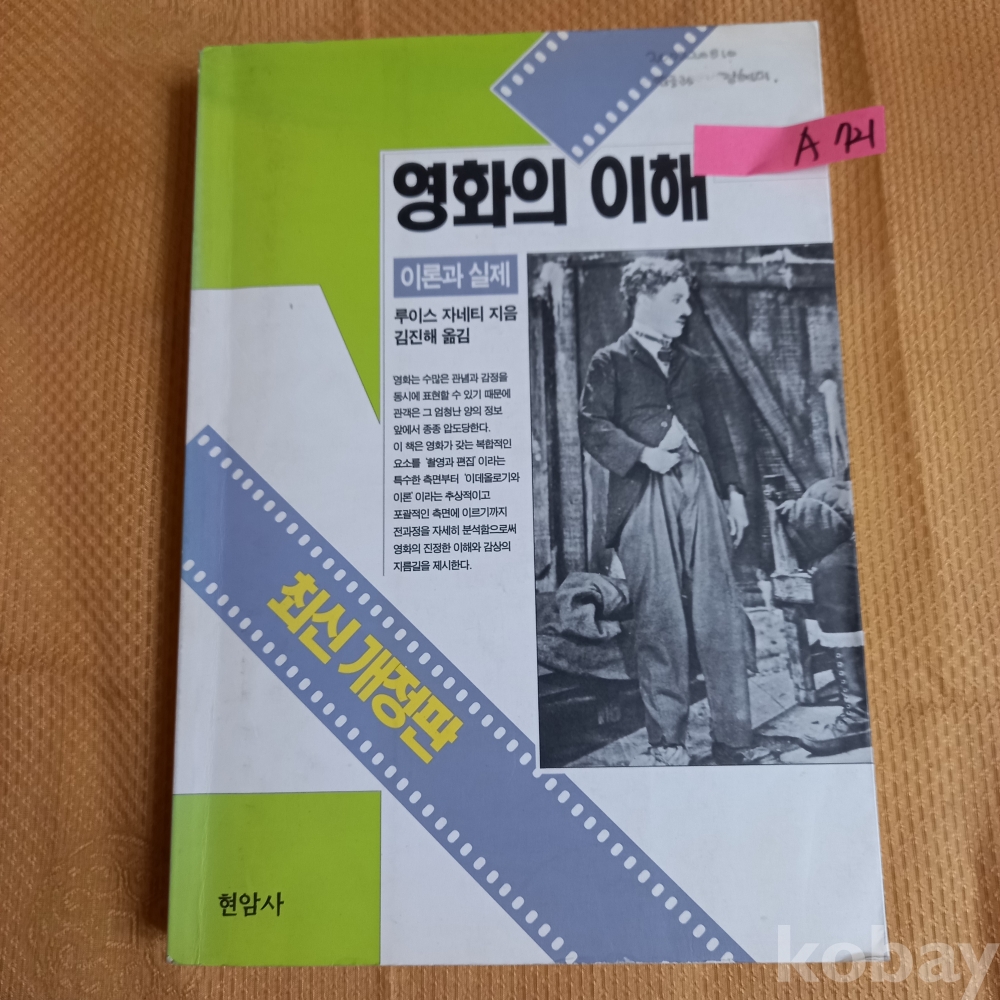 A 721
영화의 이해
이론과 실제
루이스 자네티 지음
김진해 옮김
영화는 수많은 관념과 감정을
동시에 표현할 수 있기 때문에
관객은 그 엄청난 양의 정보
앞에서 종종 압도당한다.
이 책은 영화가 갖는 복합적인
요소를 '촬영과 편집' 이라는
특수한 측면부터 '이데올로기와
이론' 이라는 추상적이고
포괄적인 측면에 이르기까지
전과정을 자세히 분석함으로써
영화의 진정한 이해와 감상의
지름길을 제시한다.
최신 개정판
현암사
kobay